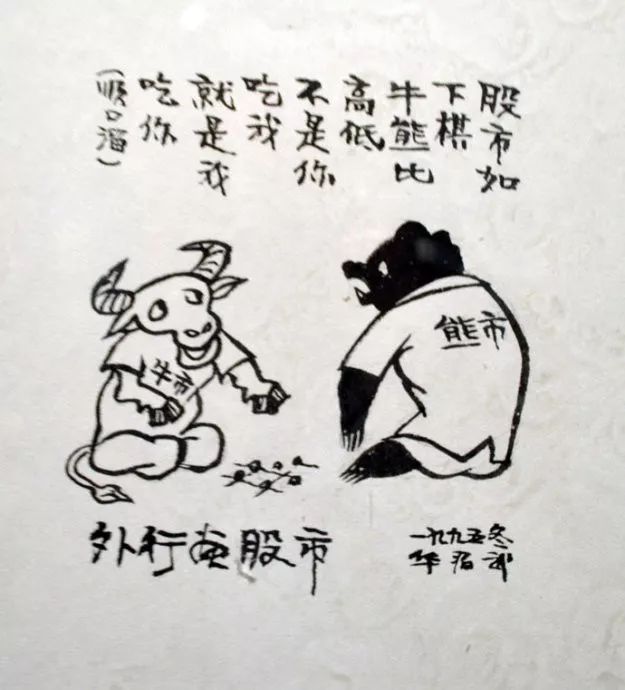 股市如
下棋
牛熊比
高低
不是你
吃我
就是我
吃你
（顺口溜）
牛市
熊市
外行画股市
一九九五冬
华君武